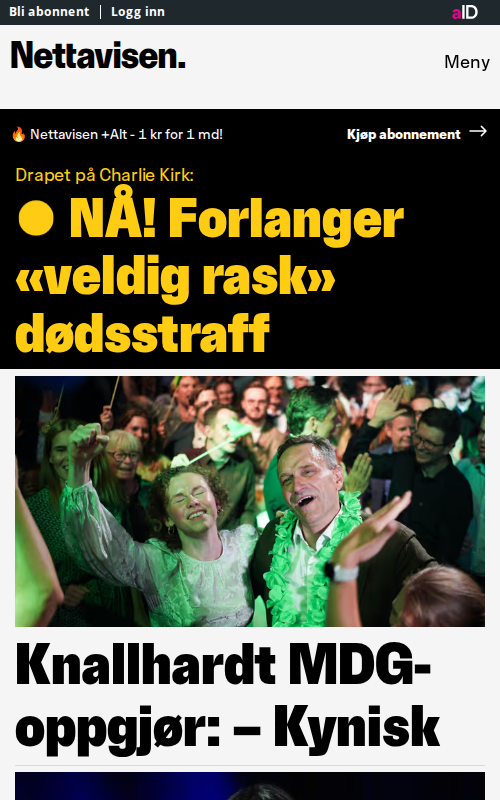 Bli abonnent | Logg inn
aID
Nettavisen.
Meny
🔥 Nettavisen +Alt - 1 kr for 1 md!
Kjøp abonnement →
Drapet på Charlie Kirk:
● NÅ! Forlanger
«veldig rask»
dødsstraff
Knallhardt MDG-
oppgjør: – Kynisk